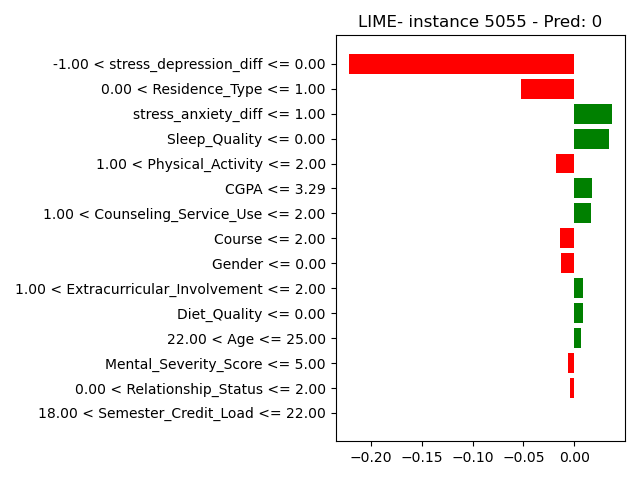 LIME- instance 5055 - Pred: 0
-1.00 < stress_depression_diff <= 0.00
0.00 < Residence_Type <= 1.00
stress_anxiety_diff <= 1.00
Sleep_Quality <= 0.00
1.00 < Physical_Activity <= 2.00
CGPA <= 3.29
1.00 < Counseling_Service_Use <= 2.00
Course <= 2.00
Gender <= 0.00
1.00 < Extracurricular_Involvement <= 2.00
Diet_Quality <= 0.00
22.00 < Age <= 25.00
Mental_Severity_Score <= 5.00
0.00 < Relationship_Status <= 2.00
18.00 < Semester_Credit_Load <= 22.00
−0.20 −0.15 −0.10 −0.05 0.00